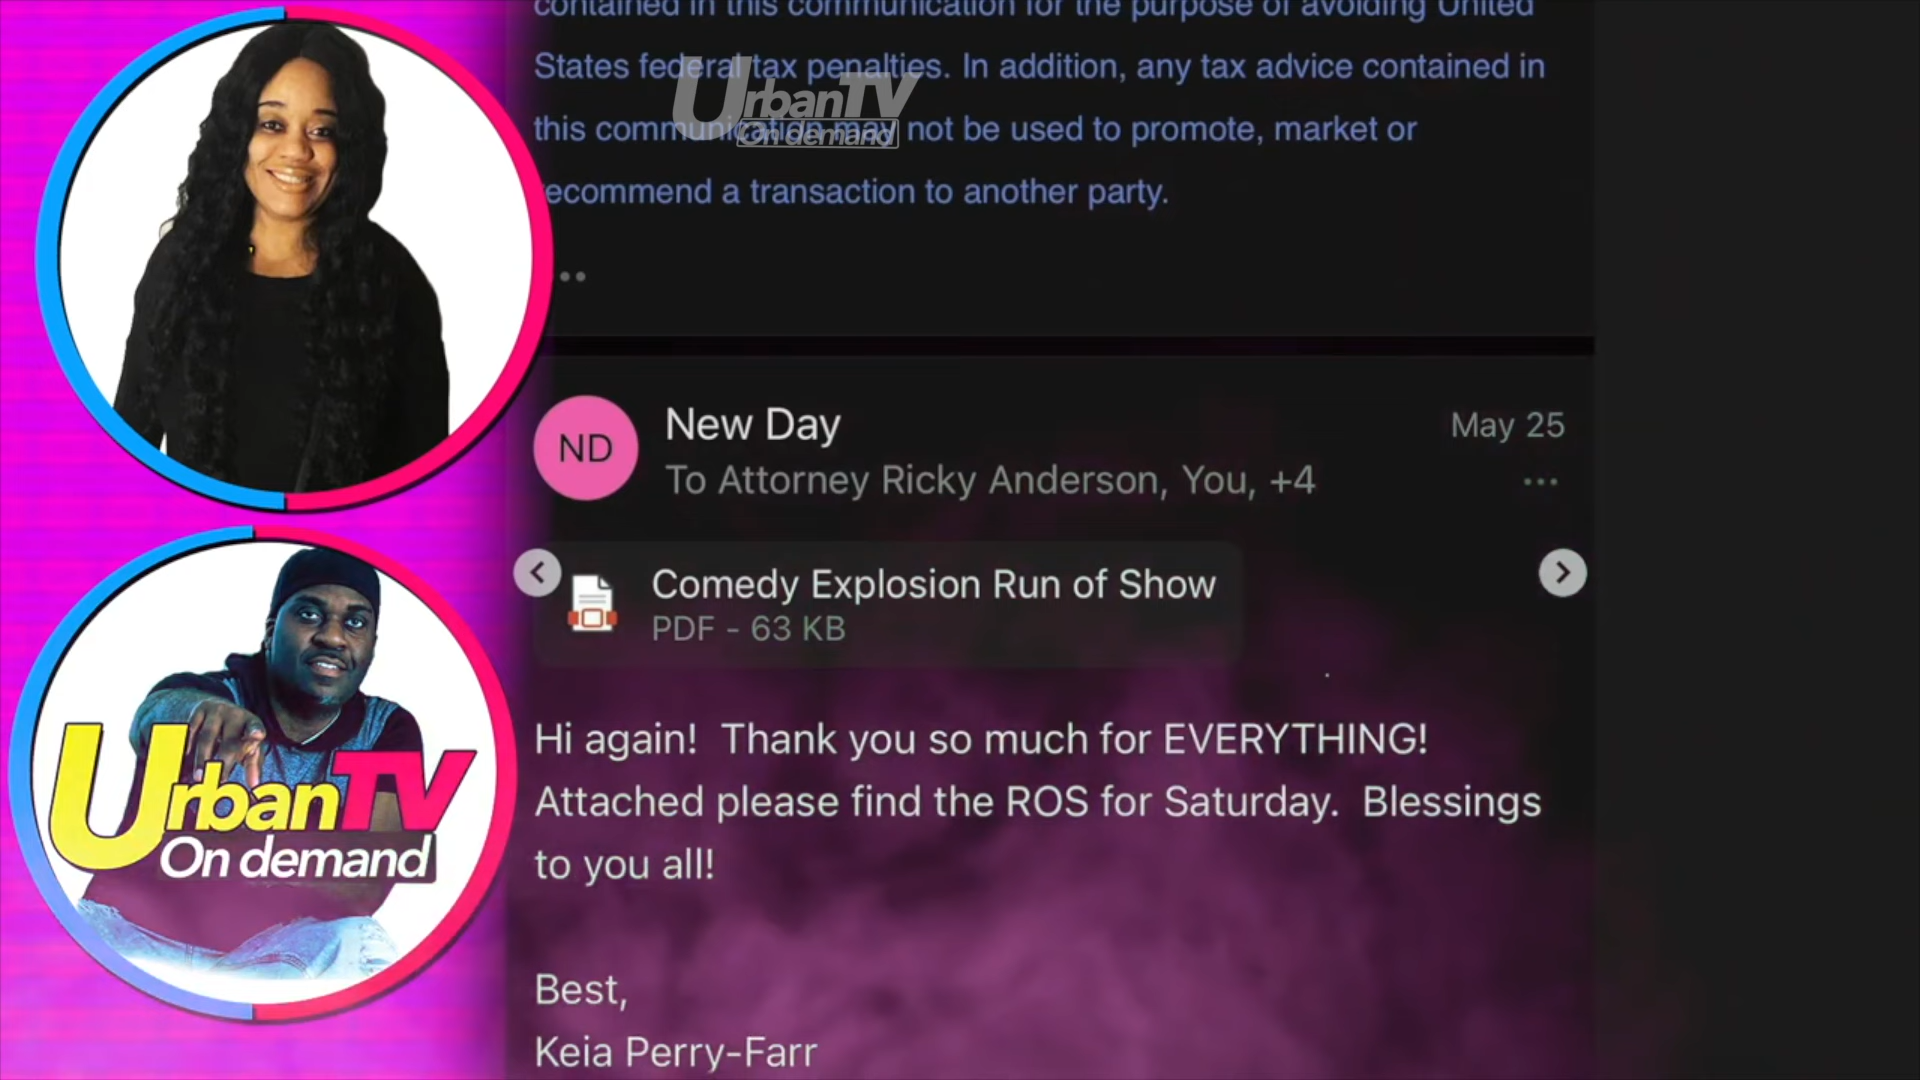 contained in this communication for the purpose of avoiding United
States federal tax penalties. In addition, any tax advice contained in
this communication may not be used to promote, market or
ecommend a transaction to another party.
UrbanTV
On demand
ND
New Day
May 25
To Attorney Ricky Anderson, You, +4
Comedy Explosion Run of Show
PDF - 63 KB
Hi again! Thank you so much for EVERYTHING!
Attached please find the ROS for Saturday. Blessings
to you all!
Best,
Keia Perry-Farr
UrbanTV
On demand